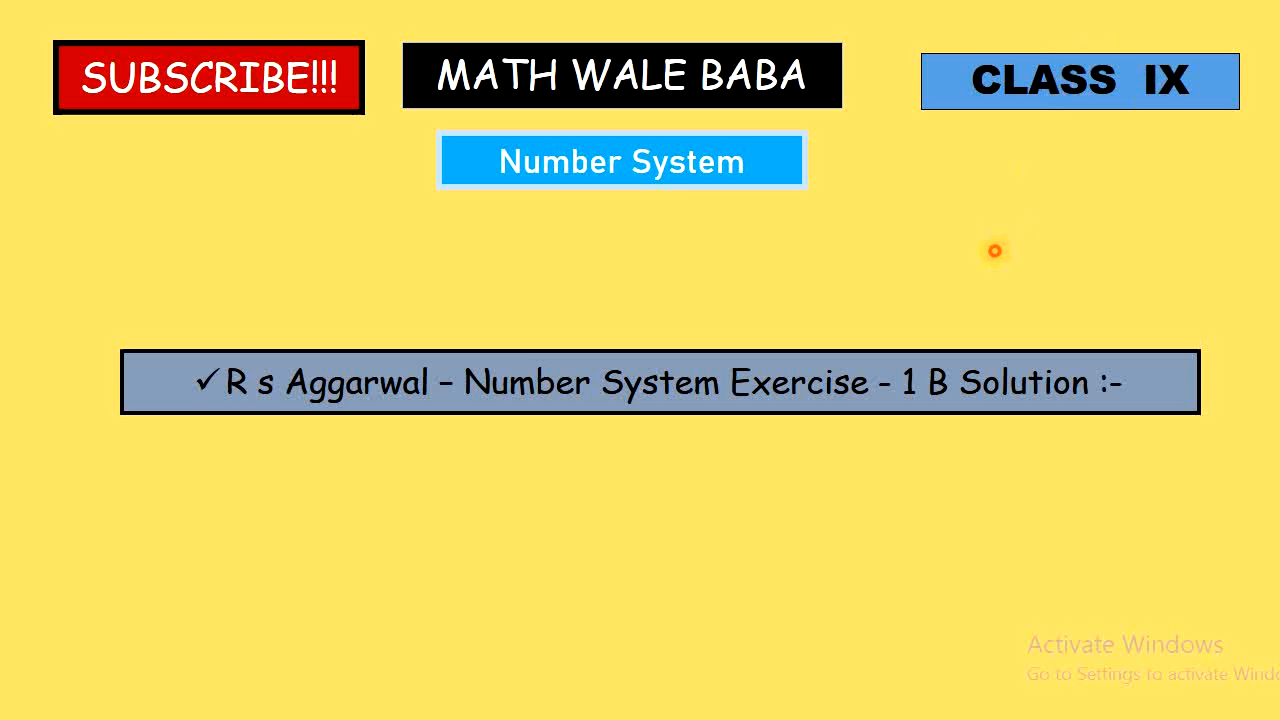 SUBSCRIBE!!!
MATH WALE BABA
CLASS IX
Number System
✓R s Aggarwal – Number System Exercise - 1 B Solution :-
Activate Windows
Go to Settings to activate Windo